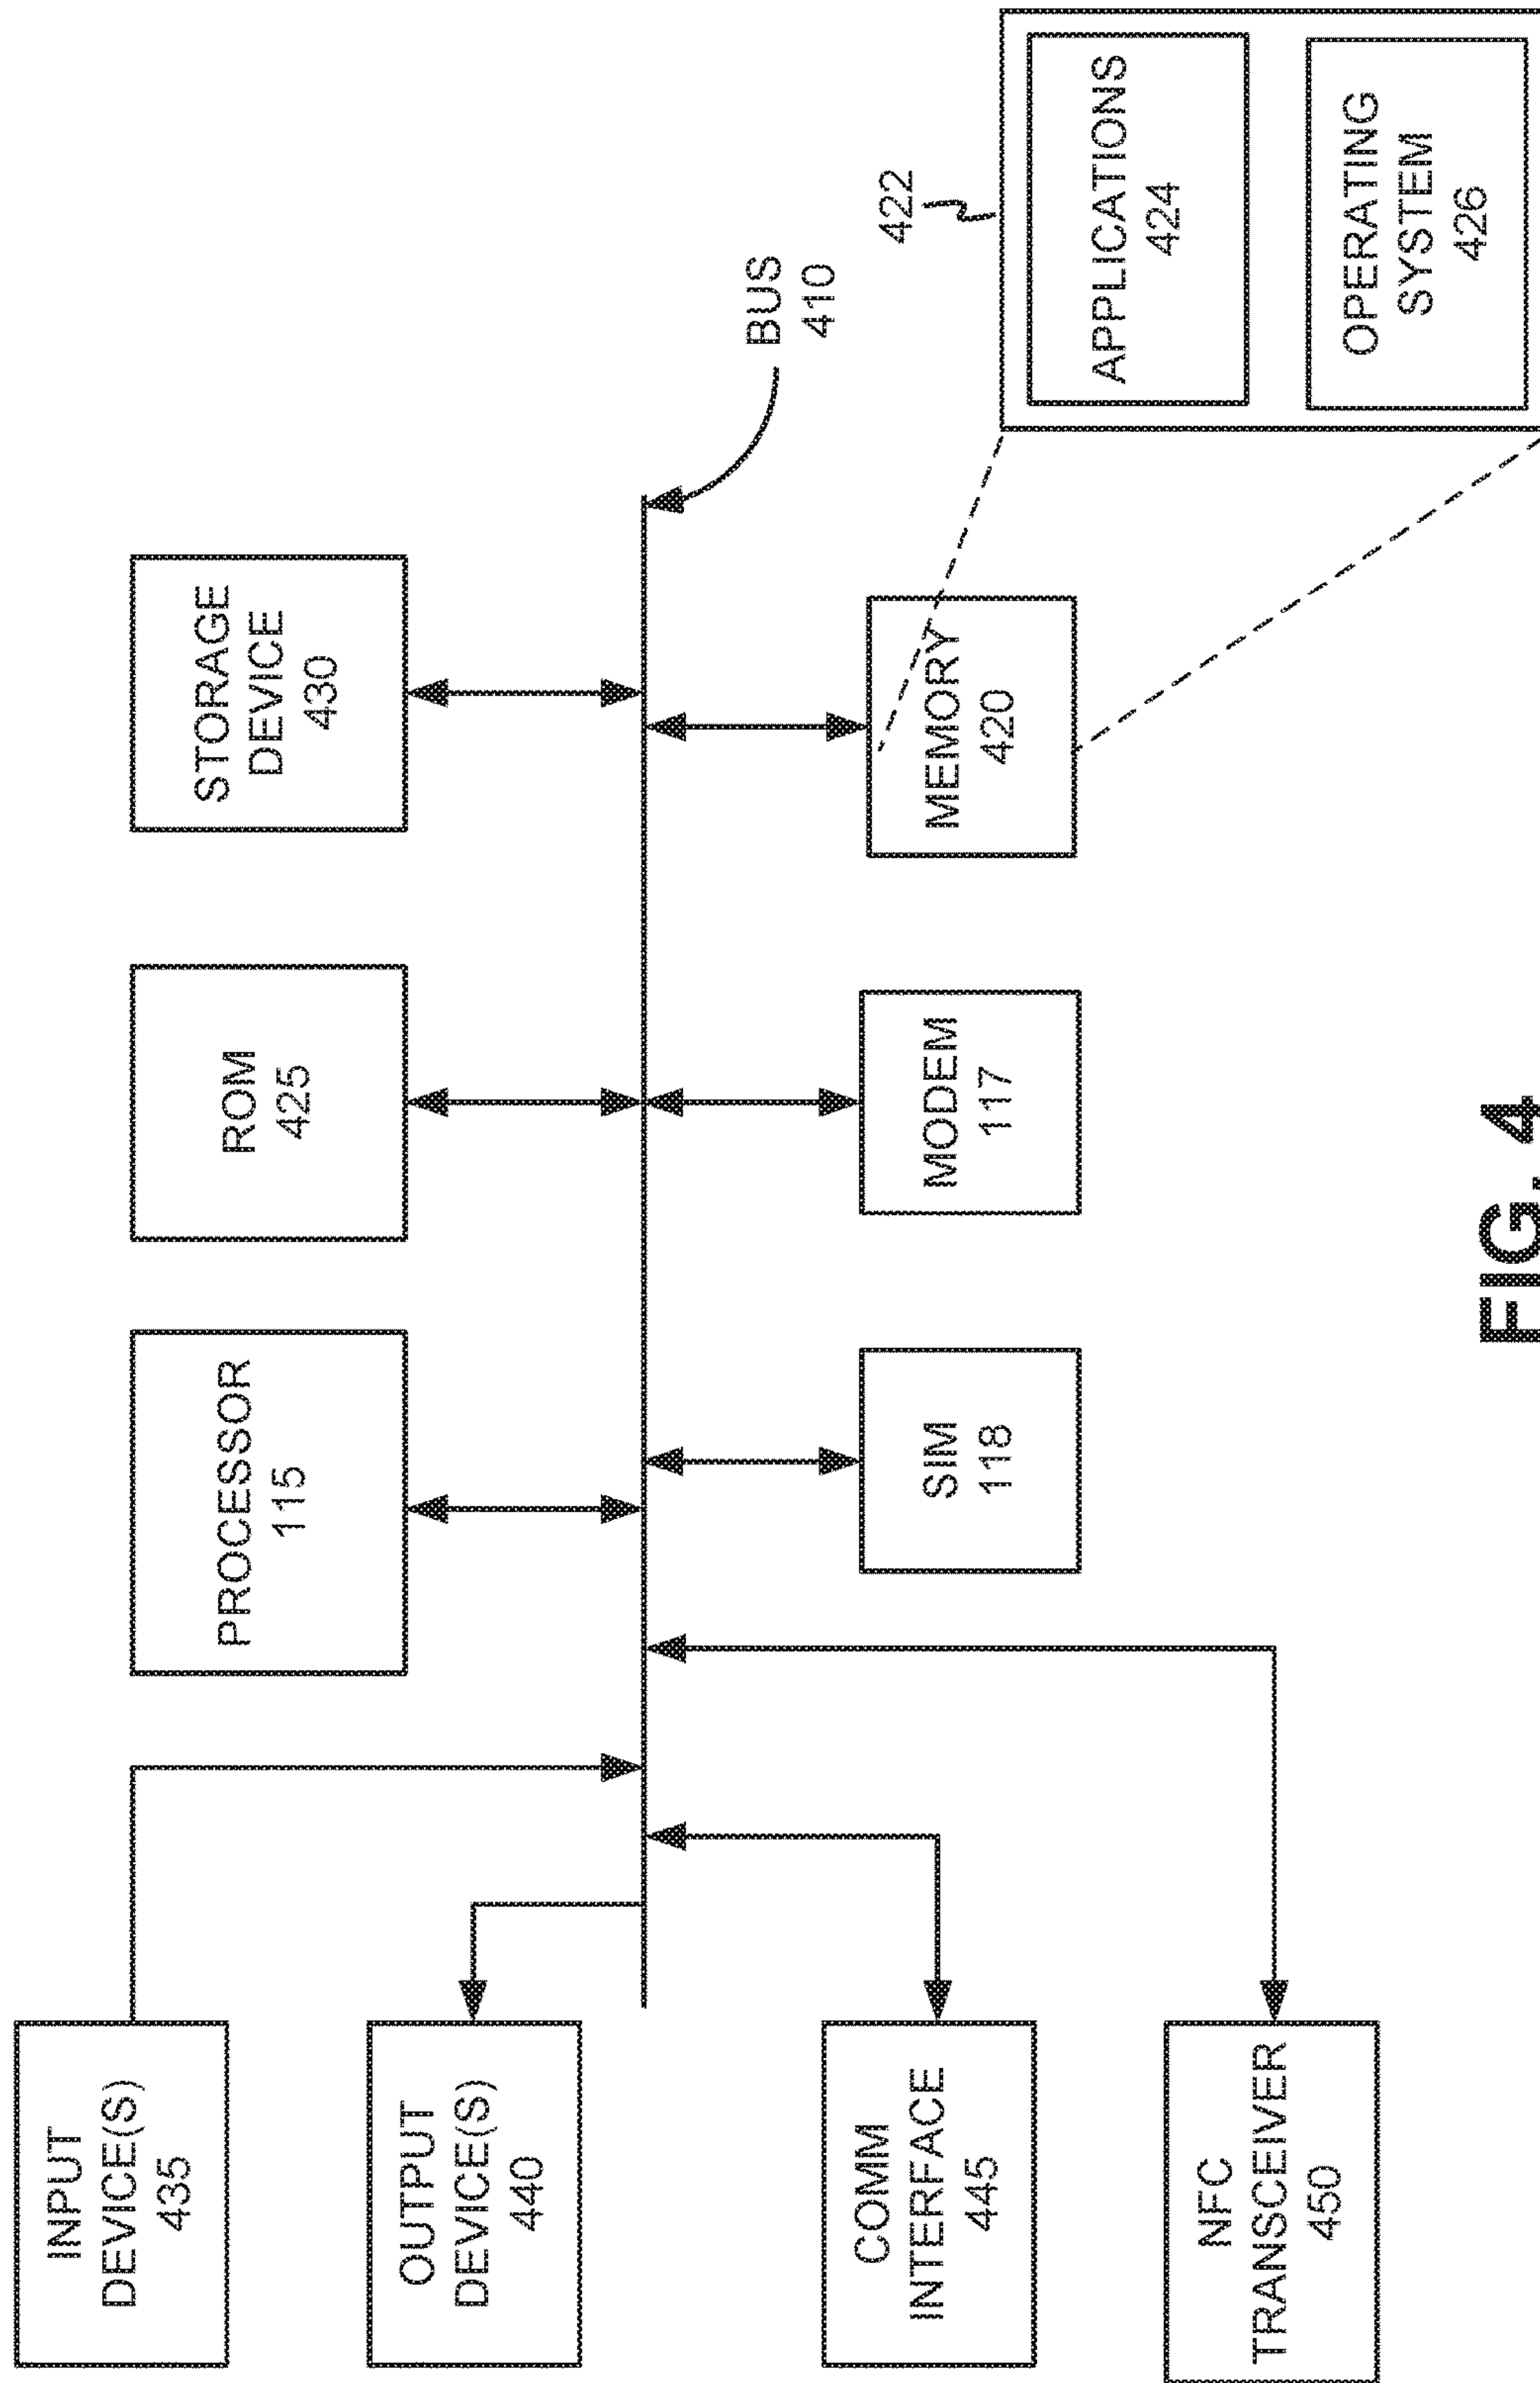 INPUT
DEVICE(S)
435
OUTPUT
DEVICE(S)
440
COMM
INTERFACE
445
NFC
TRANSCEIVER
450
PROCESSOR
115
ROM
425
STORAGE
DEVICE
430
SIM
118
MODEM
117
MEMORY
420
BUS
410
422
APPLICATIONS
424
OPERATING
SYSTEM
426
FIG. 4